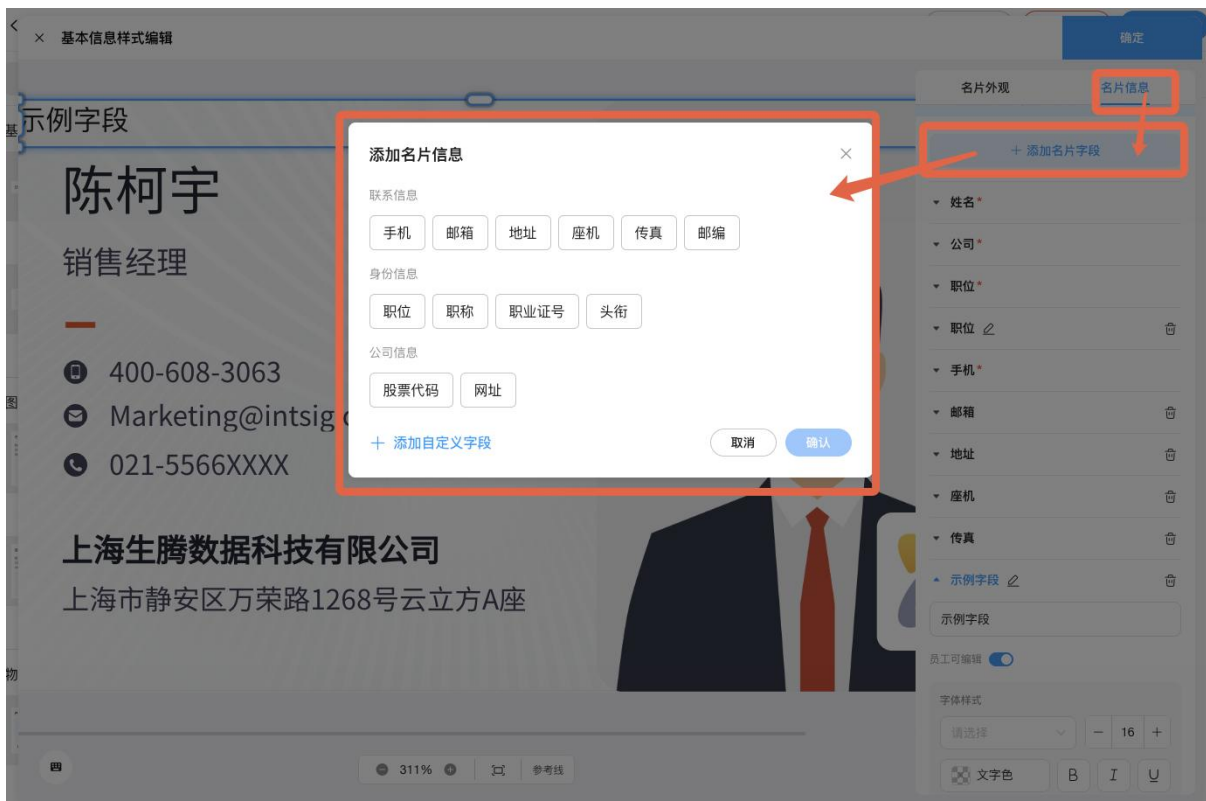 基本信息样式编辑
确定
名片外观
名片信息
示例字段
基
添加名片信息
+ 添加名片字段
陈柯宇
联系信息
姓名*
手机
邮箱
地址
座机
传真
邮编
公司*
销售经理
身份信息
职位*
职位
职称
职业证号
头衔
职位
公司信息
400-608-3063
手机*
股票代码
网址
图
Marketing@intsig.c
邮箱
+ 添加自定义字段
取消
确认
地址
021-5566XXXX
座机
传真
上海生腾数据科技有限公司
示例字段
上海市静安区万荣路1268号云立方A座
示例字段
员工可编辑
物
字体样式
请选择
− 16 +
311%
参考线
文字色
B
I
U